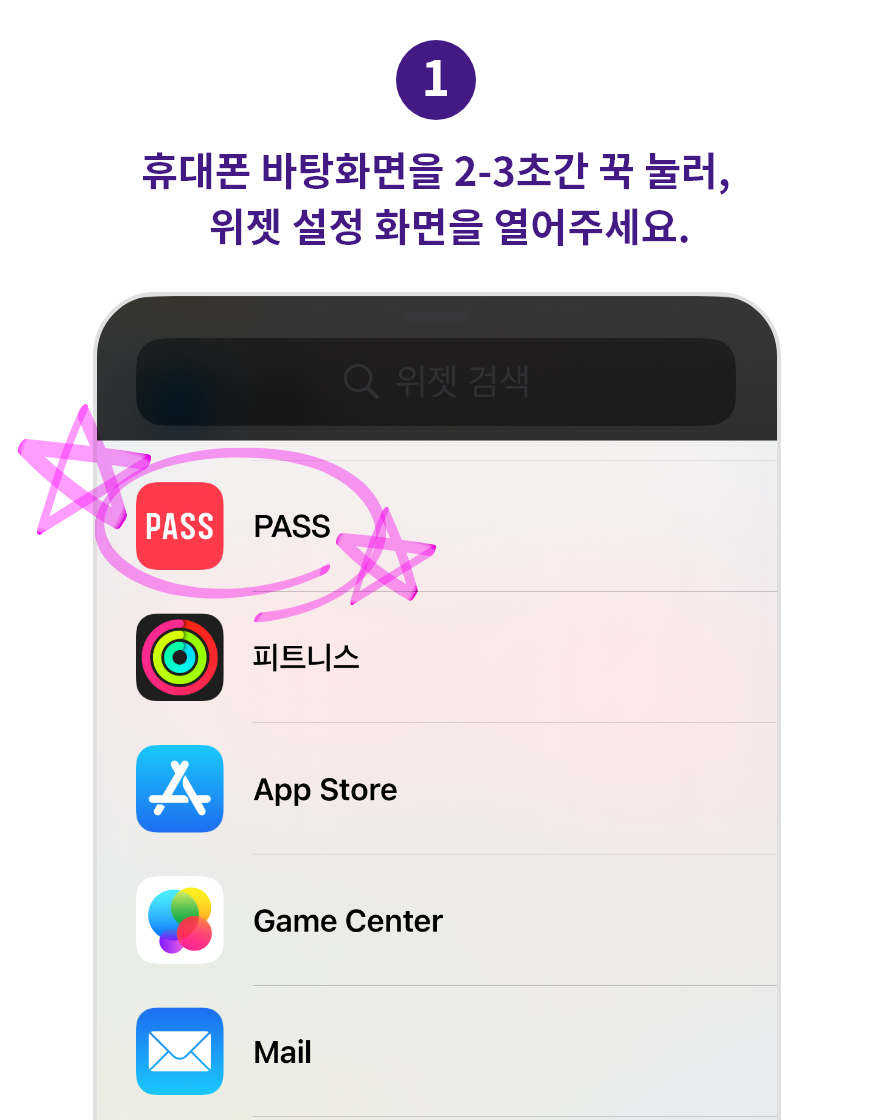 1
휴대폰 바탕화면을 2-3초간 꾹 눌러,
위젯 설정 화면을 열어주세요.
위젯 검색
PASS PASS
피트니스
App Store
Game Center
Mail